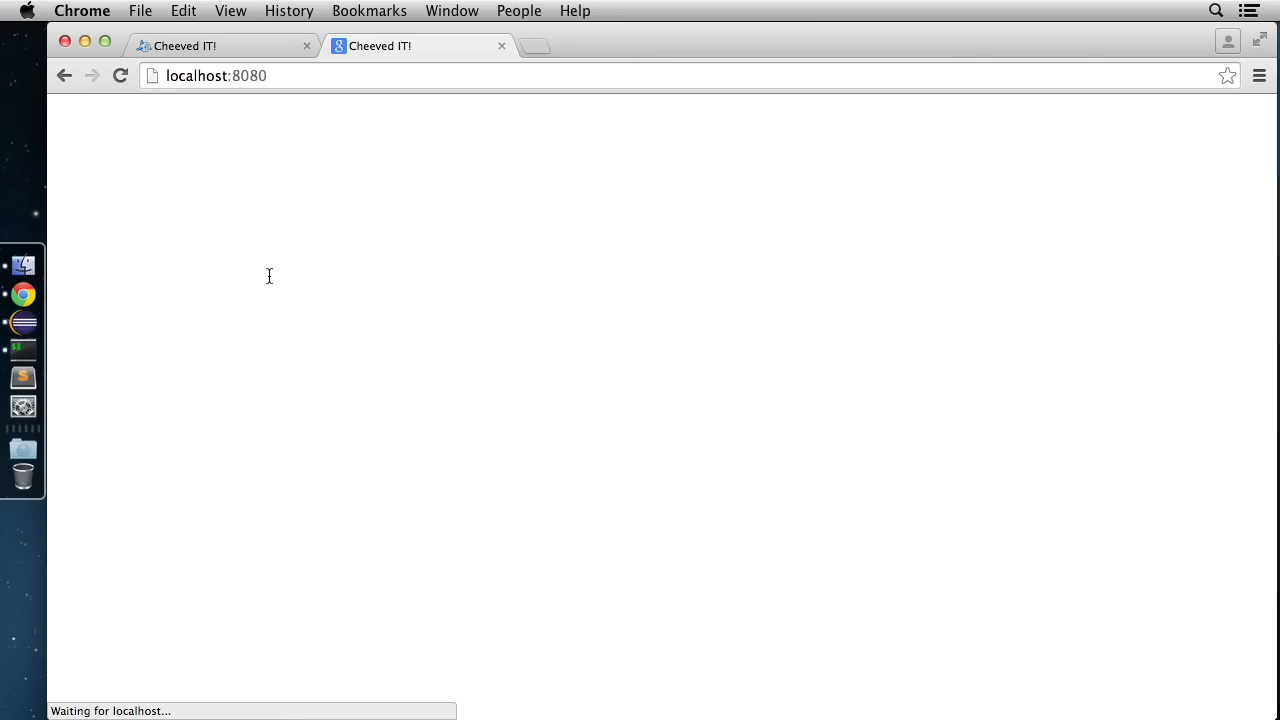 Chrome File Edit View History Bookmarks Window People Help
Cheeved IT! Cheeved IT!
localhost:8080
Waiting for localhost...